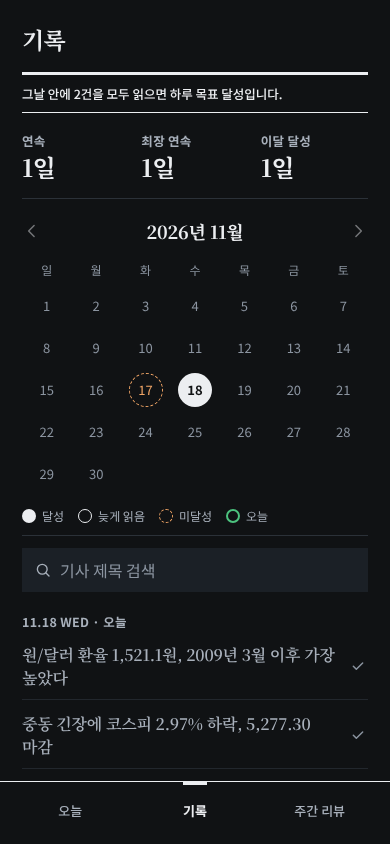 기록
그날 안에 2건을 모두 읽으면 하루 목표 달성입니다.
연속 최장 연속 이달 달성
1일 1일 1일
2026년 11월
일 월 화 수 목 금 토
1 2 3 4 5 6 7
8 9 10 11 12 13 14
15 16 17 18 19 20 21
22 23 24 25 26 27 28
29 30
달성 늦게 읽음 미달성 오늘
기사 제목 검색
11.18 WED · 오늘
원/달러 환율 1,521.1원, 2009년 3월 이후 가장
높았다
중동 긴장에 코스피 2.97% 하락, 5,277.30
마감
오늘 기록 주간 리뷰